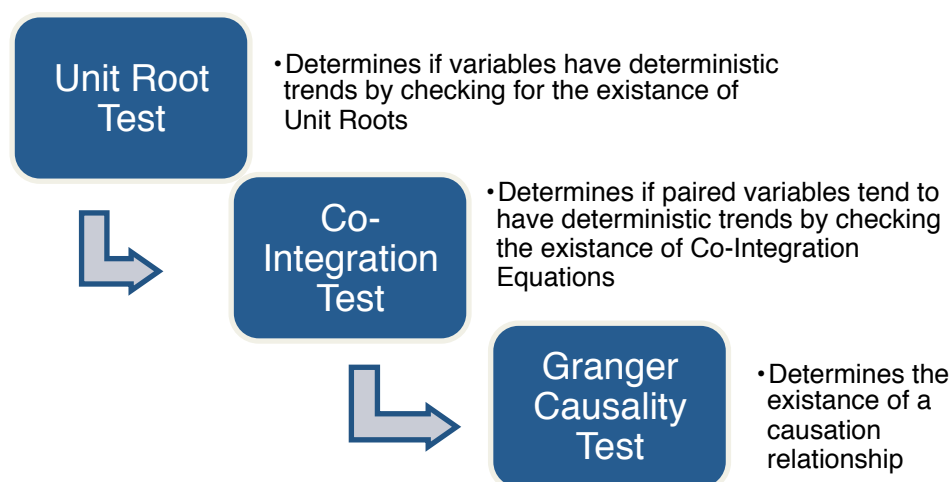 Unit Root
Test
•Determines if variables have deterministic
trends by checking for the existance of
Unit Roots
Co-
Integration
Test
•Determines if paired variables tend to
have deterministic trends by checking
the existance of Co-Integration
Equations
Granger
Causality
Test
•Determines the
existance of a
causation
relationship